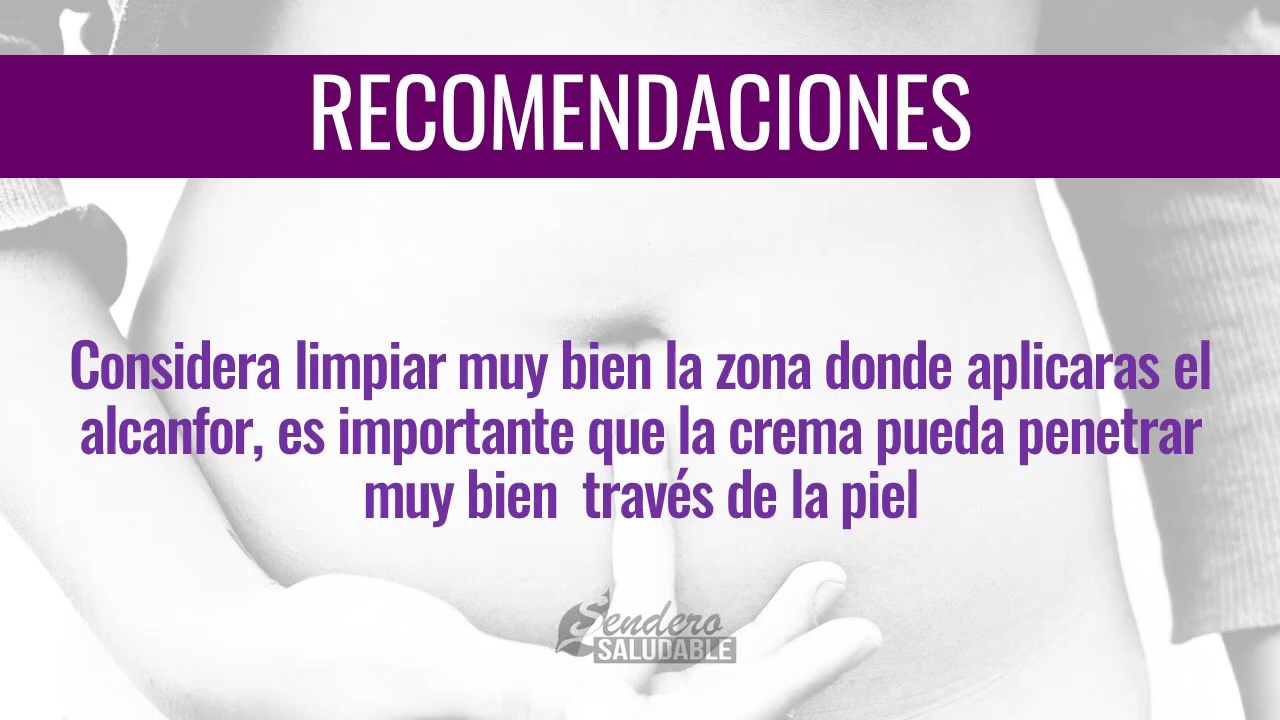 RECOMENDACIONES
Considera limpiar muy bien la zona donde aplicaras el
alcanfor, es importante que la crema pueda penetrar
muy bien  través de la piel
Sendero
SALUDABLE